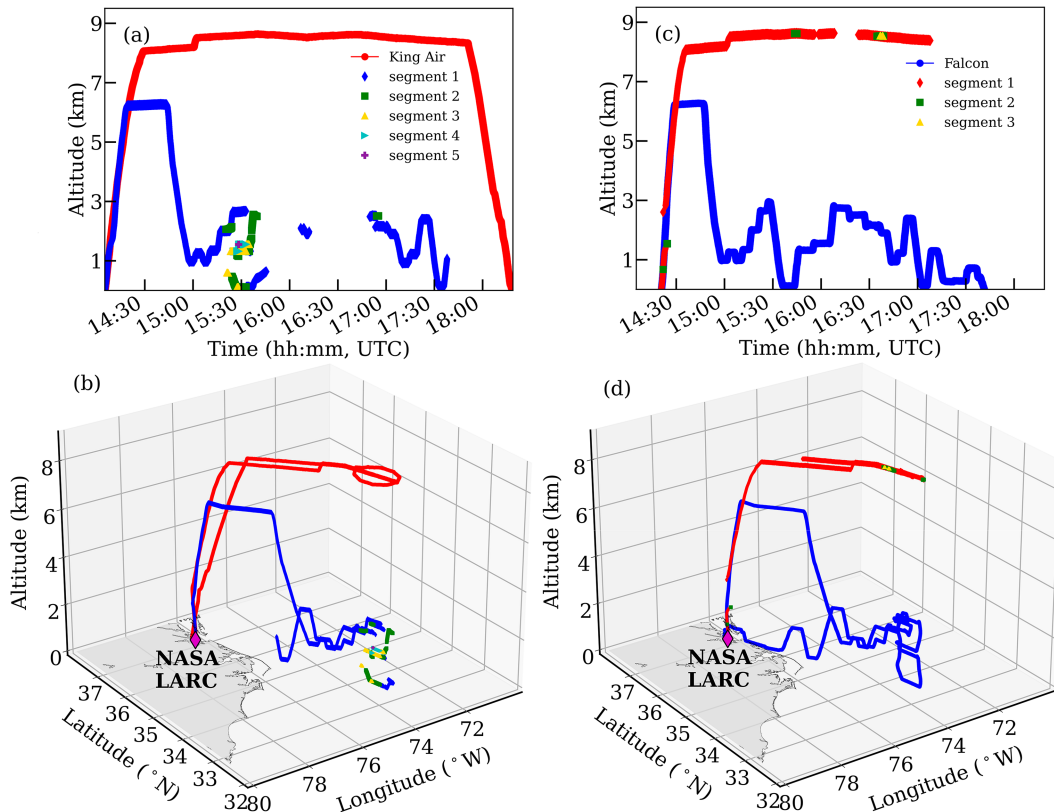 (a)
9
7
5
3
1
Altitude (km)
King Air
segment 1
segment 2
segment 3
segment 4
segment 5
14:30
15:00
15:30
16:00
16:30
17:00
17:30
18:00
Time (hh:mm, UTC)
(c)
9
7
5
3
1
Altitude (km)
Falcon
segment 1
segment 2
segment 3
14:30
15:00
15:30
16:00
16:30
17:00
17:30
18:00
Time (hh:mm, UTC)
(b)
8
6
4
2
0
Altitude (km)
NASA
LARC
37
36
35
34
33
32
Latitude (°N)
80
78
76
74
72
Longitude (°W)
(d)
8
6
4
2
0
Altitude (km)
NASA
LARC
37
36
35
34
33
32
Latitude (°N)
80
78
76
74
72
Longitude (°W)